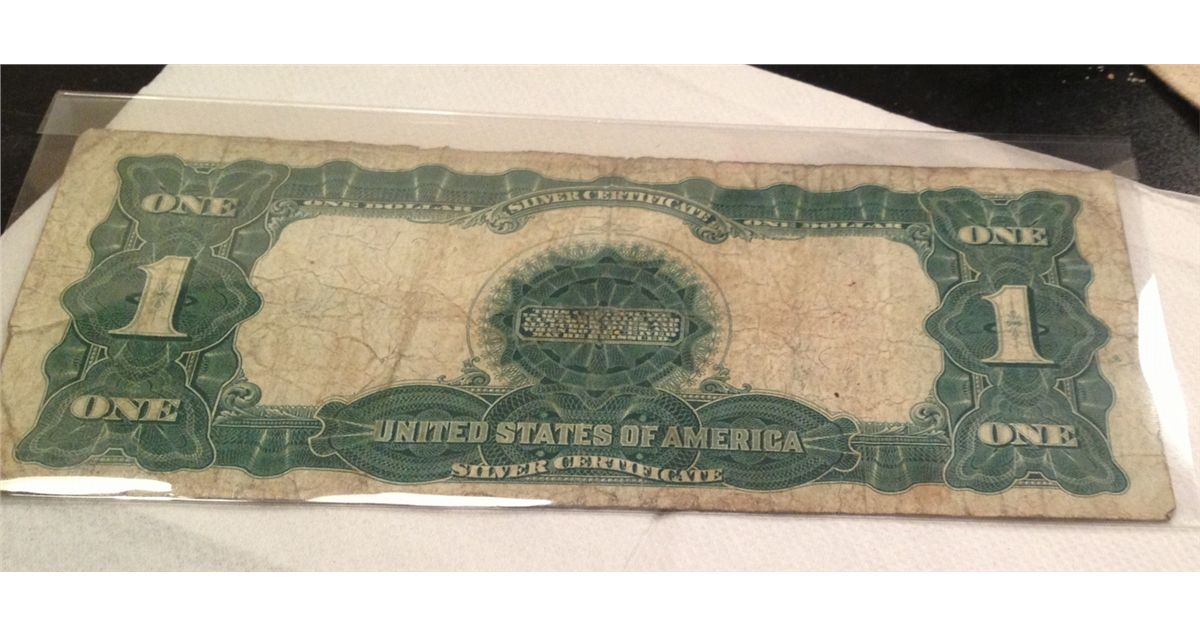 ONE
ONE DOLLAR
SILVER CERTIFICATE
ONE DOLLAR
ONE
1
1
ONE
UNITED STATES OF AMERICA
ONE
SILVER CERTIFICATE